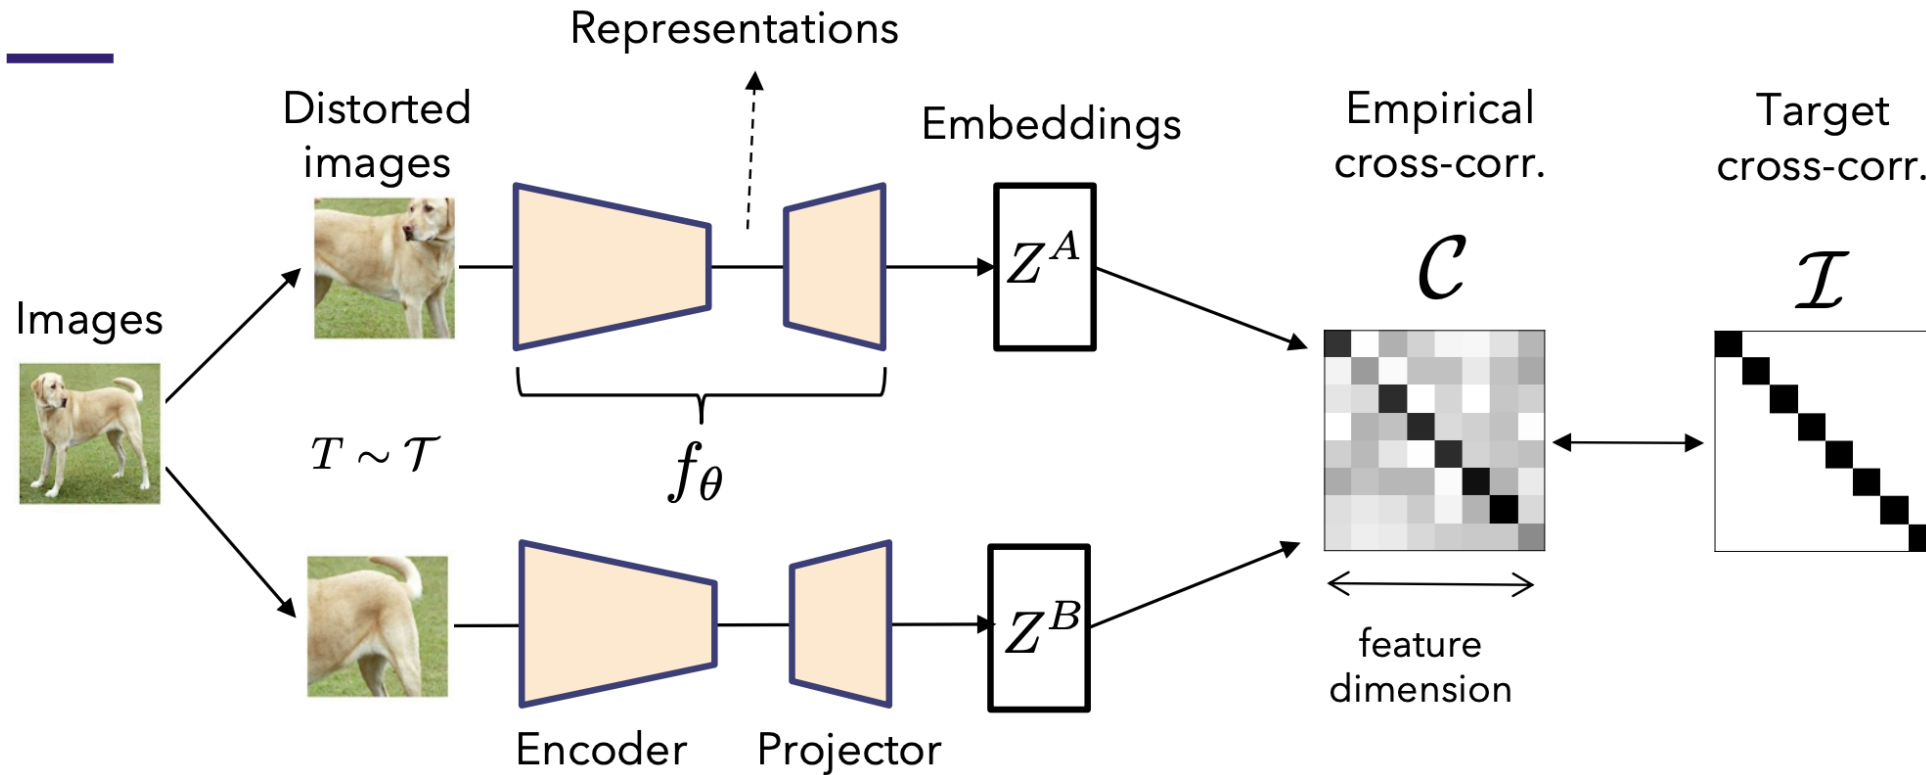 Representations
Distorted
images
Embeddings
Empirical
cross-corr.
Target
cross-corr.
Images
Z^A
𝒞
ℐ
T ∼ 𝒯
f_θ
Z^B
feature
dimension
Encoder
Projector